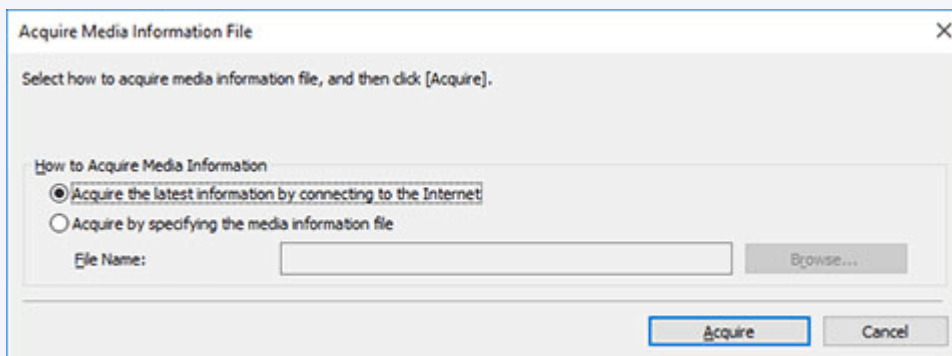 Acquire Media Information File
Select how to acquire media information file, and then click [Acquire].
How to Acquire Media Information
Acquire the latest information by connecting to the Internet
Acquire by specifying the media information file
File Name:
Browse...
Acquire
Cancel